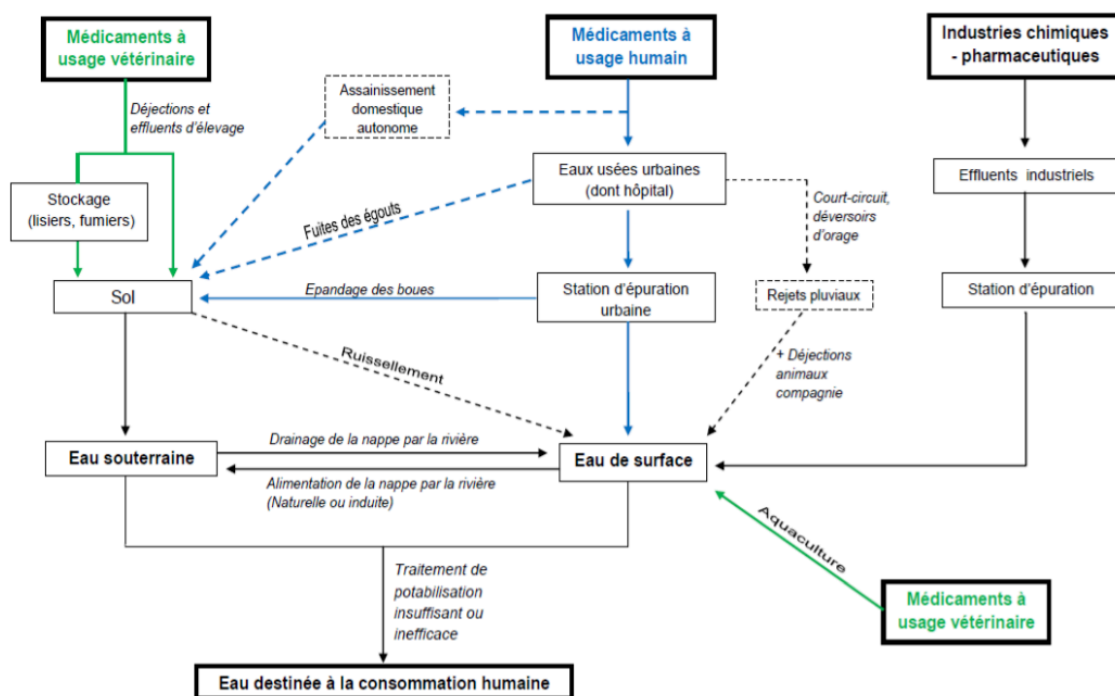 Médicaments à
usage vétérinaire
Médicaments à
usage humain
Industries chimiques
- pharmaceutiques
Déjections et
effluents d'élevage
Assainissement
domestique
autonome
Stockage
(lisiers, fumiers)
Eaux usées urbaines
(dont hôpital)
Effluents industriels
Court-circuit,
déversoirs
d'orage
Fuites des égouts
Sol
Epandage des boues
Station d'épuration
urbaine
Rejets pluviaux
Station d'épuration
Ruissellement
+ Déjections
animaux
compagnie
Eau souterraine
Drainage de la nappe par la rivière
Eau de surface
Alimentation de la nappe par la rivière
(Naturelle ou induite)
Aquaculture
Traitement de
potabilisation
insuffisant ou
inefficace
Médicaments à
usage vétérinaire
Eau destinée à la consommation humaine